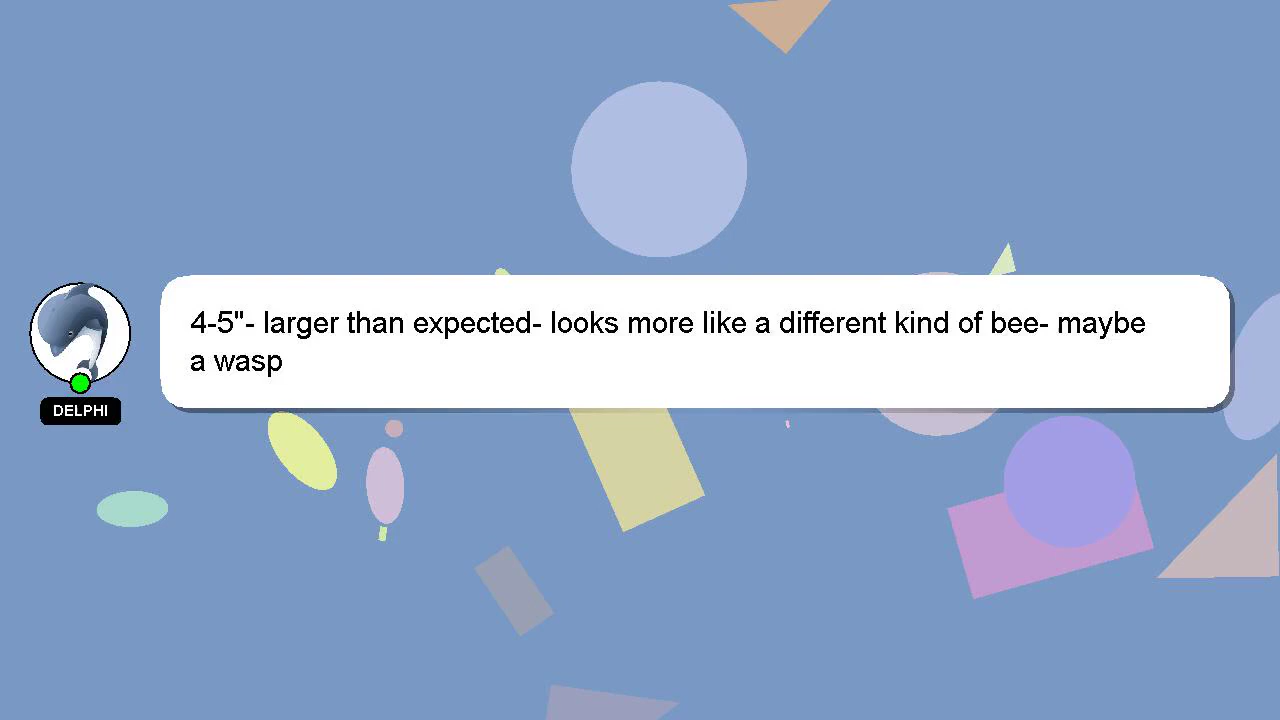 4-5"- larger than expected- looks more like a different kind of bee- maybe
a wasp
DELPHI